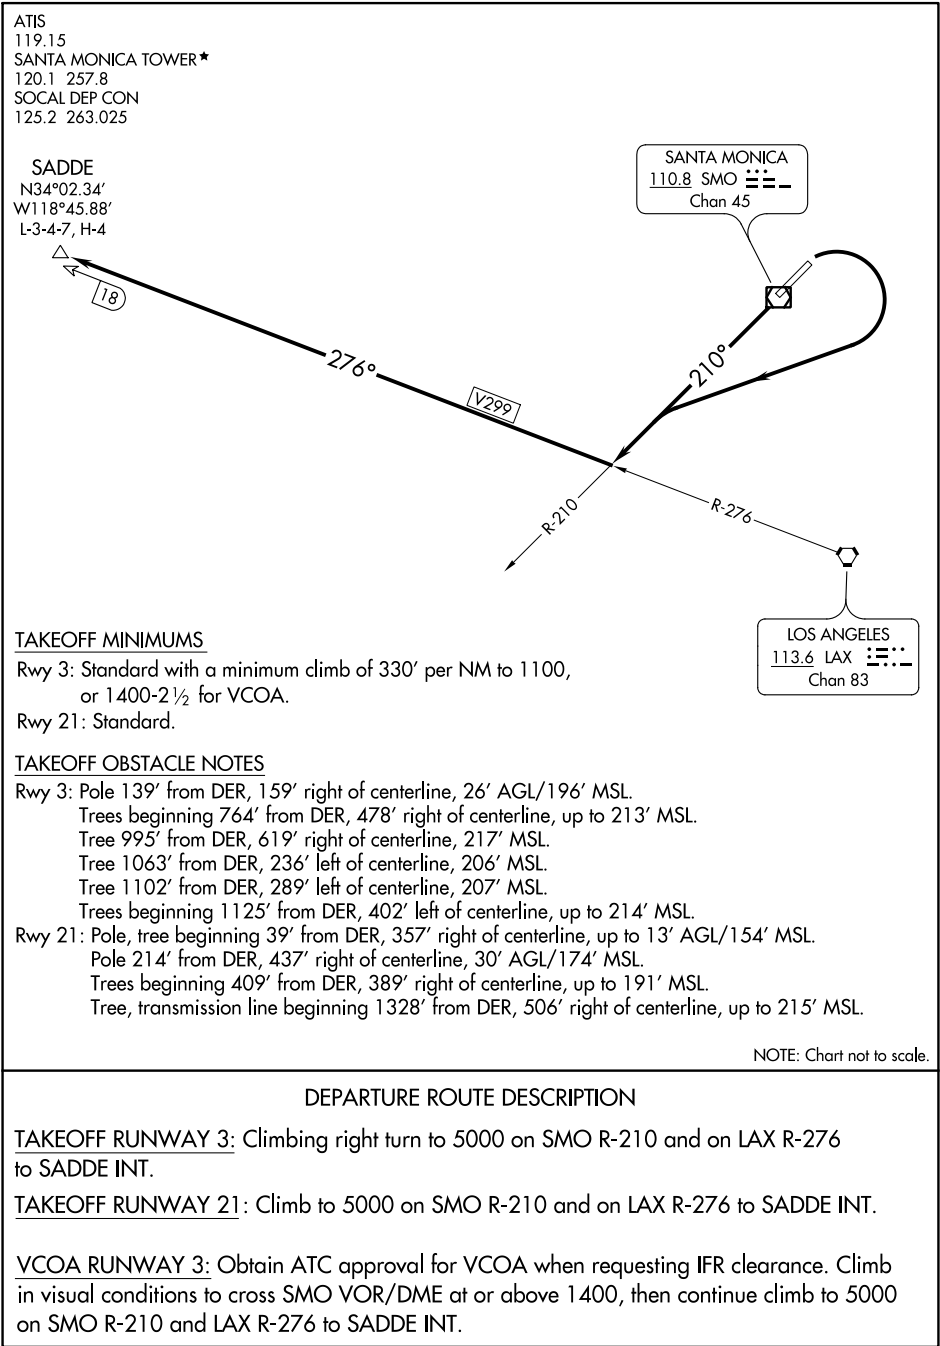 ATIS
119.15
SANTA MONICA TOWER★
120.1 257.8
SOCAL DEP CON
125.2 263.025
SADDE
N34°02.34'
W118°45.88'
L-3-4-7, H-4
18
SANTA MONICA
110.8 SMO
Chan 45
276°
V299
210°
R-210
R-276
LOS ANGELES
113.6 LAX
Chan 83
TAKEOFF MINIMUMS
Rwy 3: Standard with a minimum climb of 330' per NM to 1100,
or 1400-2½ for VCOA.
Rwy 21: Standard.
TAKEOFF OBSTACLE NOTES
Rwy 3: Pole 139' from DER, 159' right of centerline, 26' AGL/196' MSL.
Trees beginning 764' from DER, 478' right of centerline, up to 213' MSL.
Tree 995' from DER, 619' right of centerline, 217' MSL.
Tree 1063' from DER, 236' left of centerline, 206' MSL.
Tree 1102' from DER, 289' left of centerline, 207' MSL.
Trees beginning 1125' from DER, 402' left of centerline, up to 214' MSL.
Rwy 21: Pole, tree beginning 39' from DER, 357' right of centerline, up to 13' AGL/154' MSL.
Pole 214' from DER, 437' right of centerline, 30' AGL/174' MSL.
Trees beginning 409' from DER, 389' right of centerline, up to 191' MSL.
Tree, transmission line beginning 1328' from DER, 506' right of centerline, up to 215' MSL.
NOTE: Chart not to scale.
DEPARTURE ROUTE DESCRIPTION
TAKEOFF RUNWAY 3: Climbing right turn to 5000 on SMO R-210 and on LAX R-276
to SADDE INT.
TAKEOFF RUNWAY 21: Climb to 5000 on SMO R-210 and on LAX R-276 to SADDE INT.
VCOA RUNWAY 3: Obtain ATC approval for VCOA when requesting IFR clearance. Climb
in visual conditions to cross SMO VOR/DME at or above 1400, then continue climb to 5000
on SMO R-210 and LAX R-276 to SADDE INT.